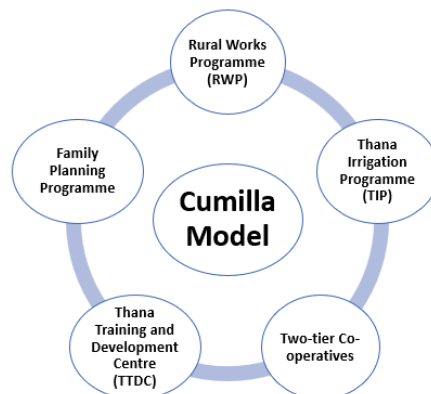 Rural Works
Programme
(RWP)
Family
Planning
Programme
Thana
Irrigation
Programme
(TIP)
Cumilla
Model
Thana
Training and
Development
Centre
(TTDC)
Two-tier Co-
operatives